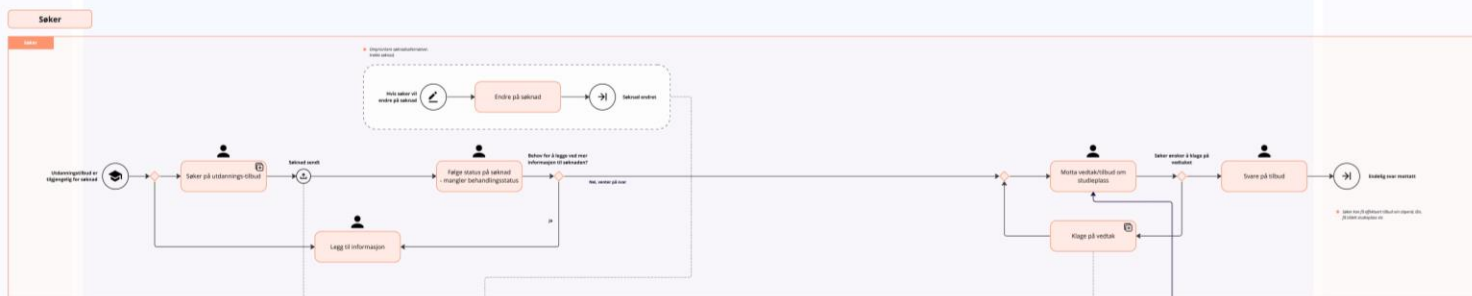 Søker
Søker
Hvis søker vil
endre på søknad
Endre på søknad
Søknad endret
Utdanningstilbud er
tilgjengelig for søknad
Søker på utdannings-tilbud
Søknad sendt
Følge status på søknad
- mangler behandlingsstatus
Behov for å legge ved mer
informasjon til søknaden?
Nei, venter på svar
Ja
Legg til informasjon
Motta vedtak/tilbud om
studieplass
Søker ønsker å klage på
vedtaket
Svare på tilbud
Endelig svar mottatt
Klage på vedtak